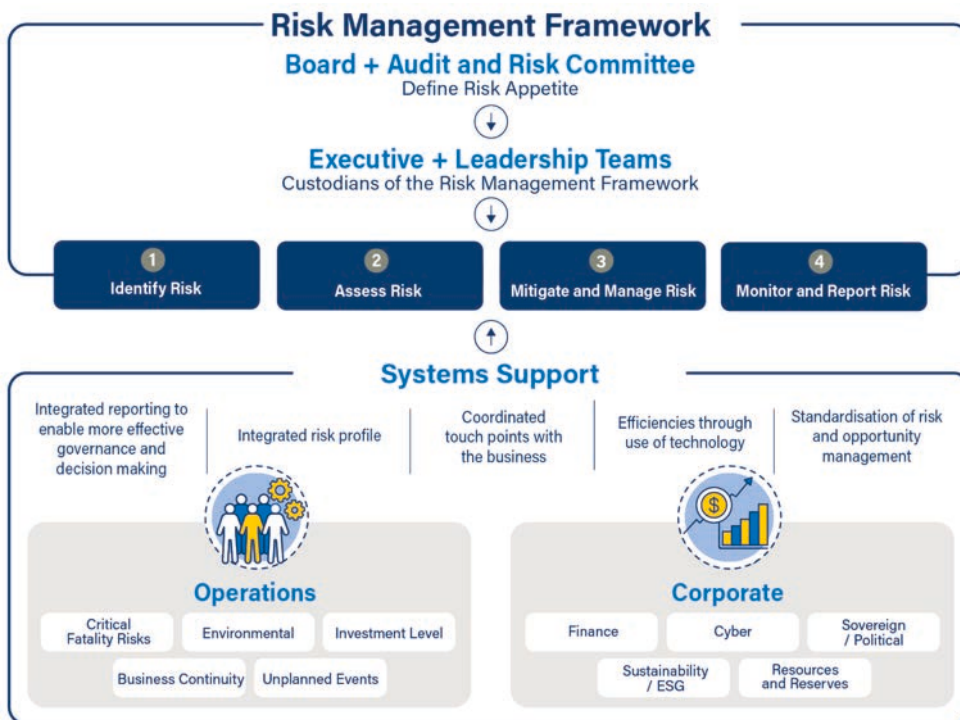 Risk Management Framework
Board + Audit and Risk Committee
Define Risk Appetite
Executive + Leadership Teams
Custodians of the Risk Management Framework
1
Identify Risk
2
Assess Risk
3
Mitigate and Manage Risk
4
Monitor and Report Risk
Systems Support
Integrated reporting to
enable more effective
governance and
decision making
Integrated risk profile
Coordinated
touch points with
the business
Efficiencies through
use of technology
Standardisation of risk
and opportunity
management
$
Operations
Critical
Fatality Risks
Environmental
Investment Level
Business Continuity
Unplanned Events
Corporate
Finance
Cyber
Sovereign
/ Political
Sustainability
/ ESG
Resources
and Reserves